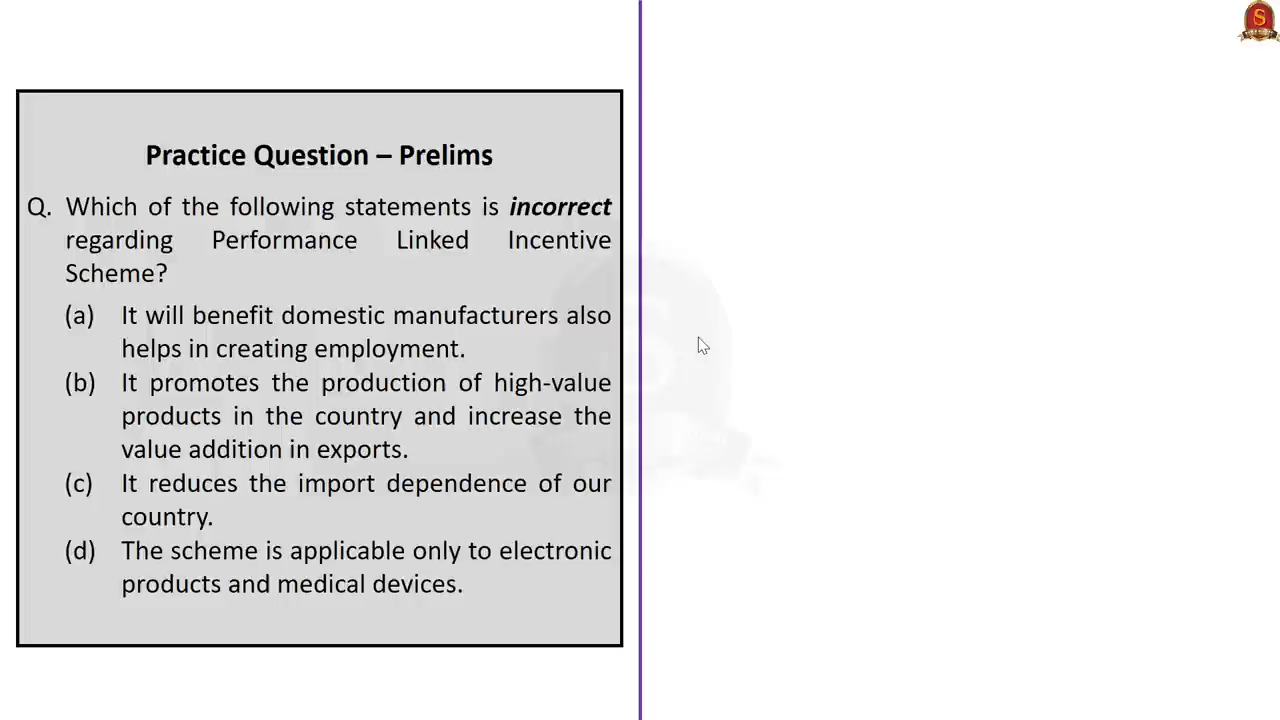 Practice Question – Prelims
Q. Which of the following statements is incorrect
regarding Performance Linked Incentive
Scheme?
(a) It will benefit domestic manufacturers also
helps in creating employment.
(b) It promotes the production of high-value
products in the country and increase the
value addition in exports.
(c) It reduces the import dependence of our
country.
(d) The scheme is applicable only to electronic
products and medical devices.
S